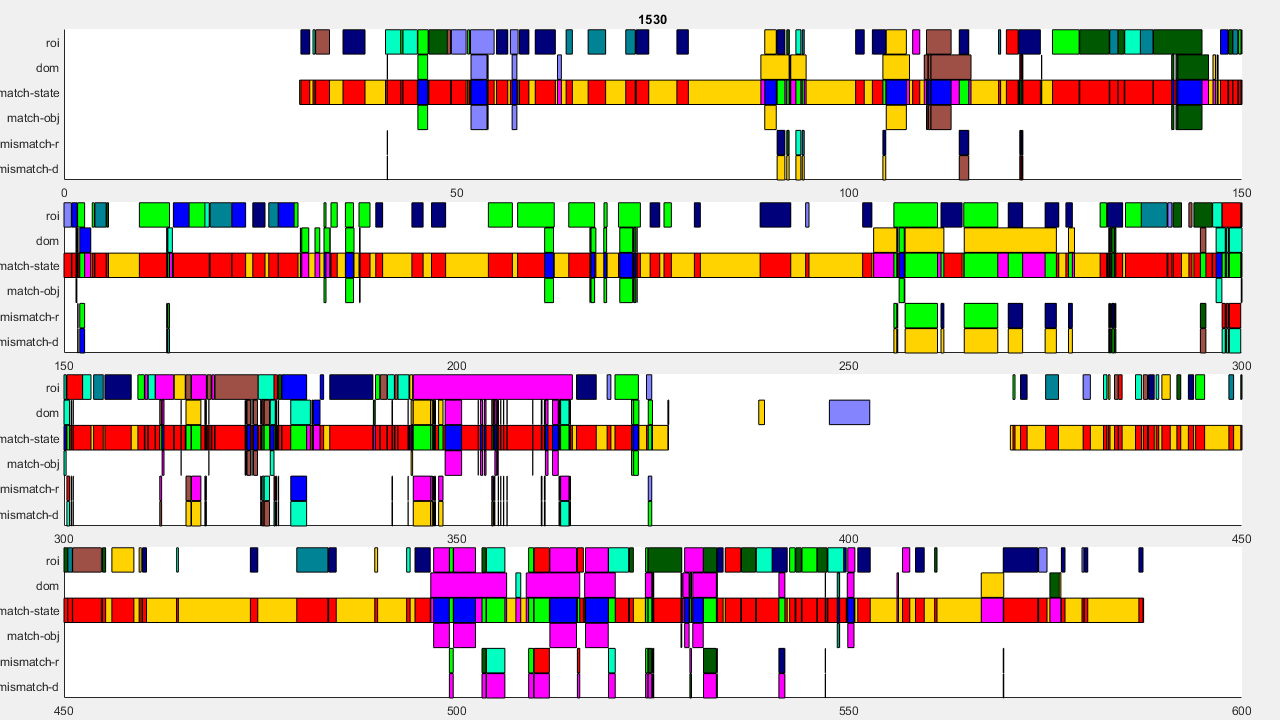 1530
roi
dom
match-state
match-obj
mismatch-r
mismatch-d
0 50 100 150
roi
dom
match-state
match-obj
mismatch-r
mismatch-d
150 200 250 300
roi
dom
match-state
match-obj
mismatch-r
mismatch-d
300 350 400 450
roi
dom
match-state
match-obj
mismatch-r
mismatch-d
450 500 550 600